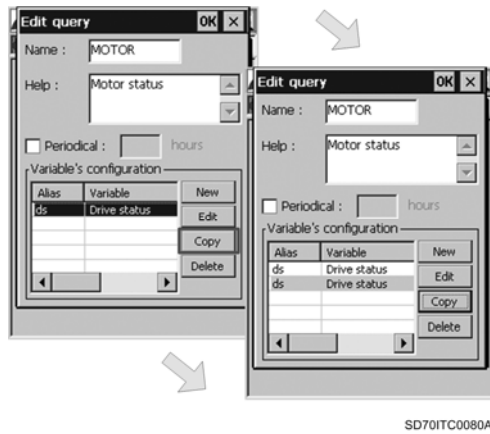 Edit query OK ×
Name : MOTOR
Help : Motor status
Periodical : hours
Variable's configuration
Alias Variable
ds Drive status
New
Edit
Copy
Delete
Edit query OK ×
Name : MOTOR
Help : Motor status
Periodical : hours
Variable's configuration
Alias Variable
ds Drive status
ds Drive status
New
Edit
Copy
Delete
SD70ITC0080A